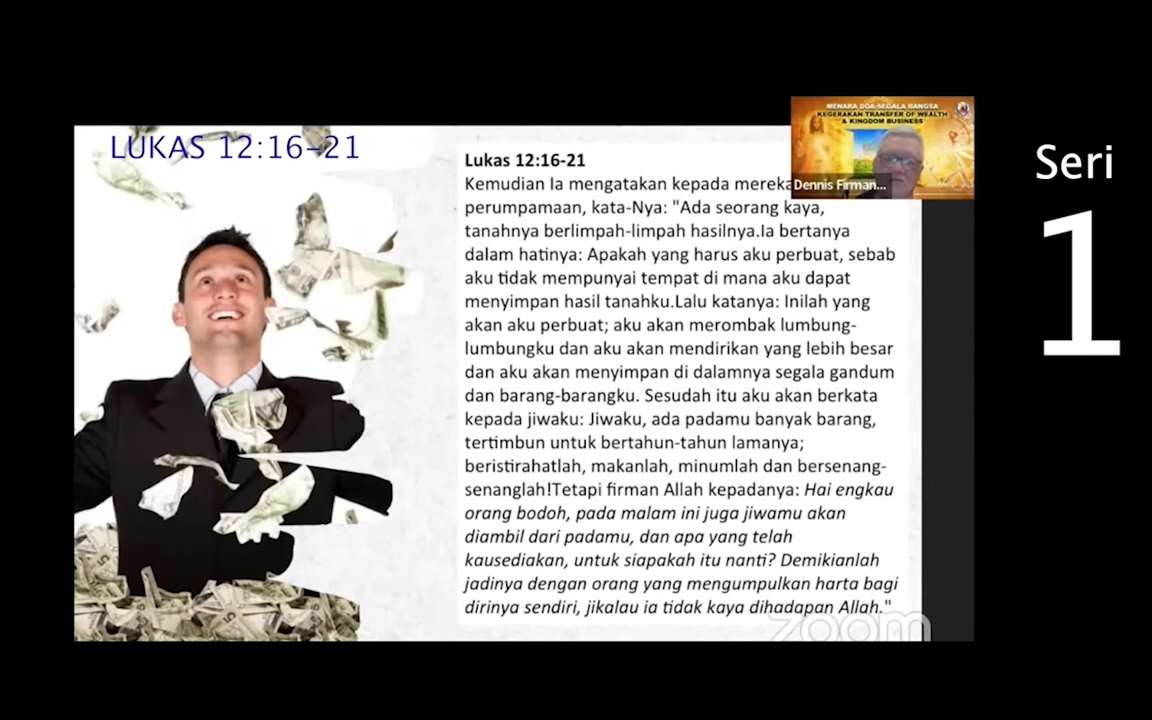 LUKAS 12:16-21
Lukas 12:16-21
Kemudian Ia mengatakan kepada mereka
perumpamaan, kata-Nya: "Ada seorang kaya,
tanahnya berlimpah-limpah hasilnya.Ia bertanya
dalam hatinya: Apakah yang harus aku perbuat, sebab
aku tidak mempunyai tempat di mana aku dapat
menyimpan hasil tanahku.Lalu katanya: Inilah yang
akan aku perbuat; aku akan merombak lumbung-
lumbungku dan aku akan mendirikan yang lebih besar
dan aku akan menyimpan di dalamnya segala gandum
dan barang-barangku. Sesudah itu aku akan berkata
kepada jiwaku: Jiwaku, ada padamu banyak barang,
tertimbun untuk bertahun-tahun lamanya;
beristirahatlah, makanlah, minumlah dan bersenang-
senanglah!Tetapi firman Allah kepadanya: Hai engkau
orang bodoh, pada malam ini juga jiwamu akan
diambil dari padamu, dan apa yang telah
kausediakan, untuk siapakah itu nanti? Demikianlah
jadinya dengan orang yang mengumpulkan harta bagi
dirinya sendiri, jikalau ia tidak kaya dihadapan Allah."
zoom
MENARA DOA SEGALA BANGSA
KEGERAKAN TRANSFER OF WEALTH
& KINGDOM BUSINESS
Dennis Firman...
Seri
1